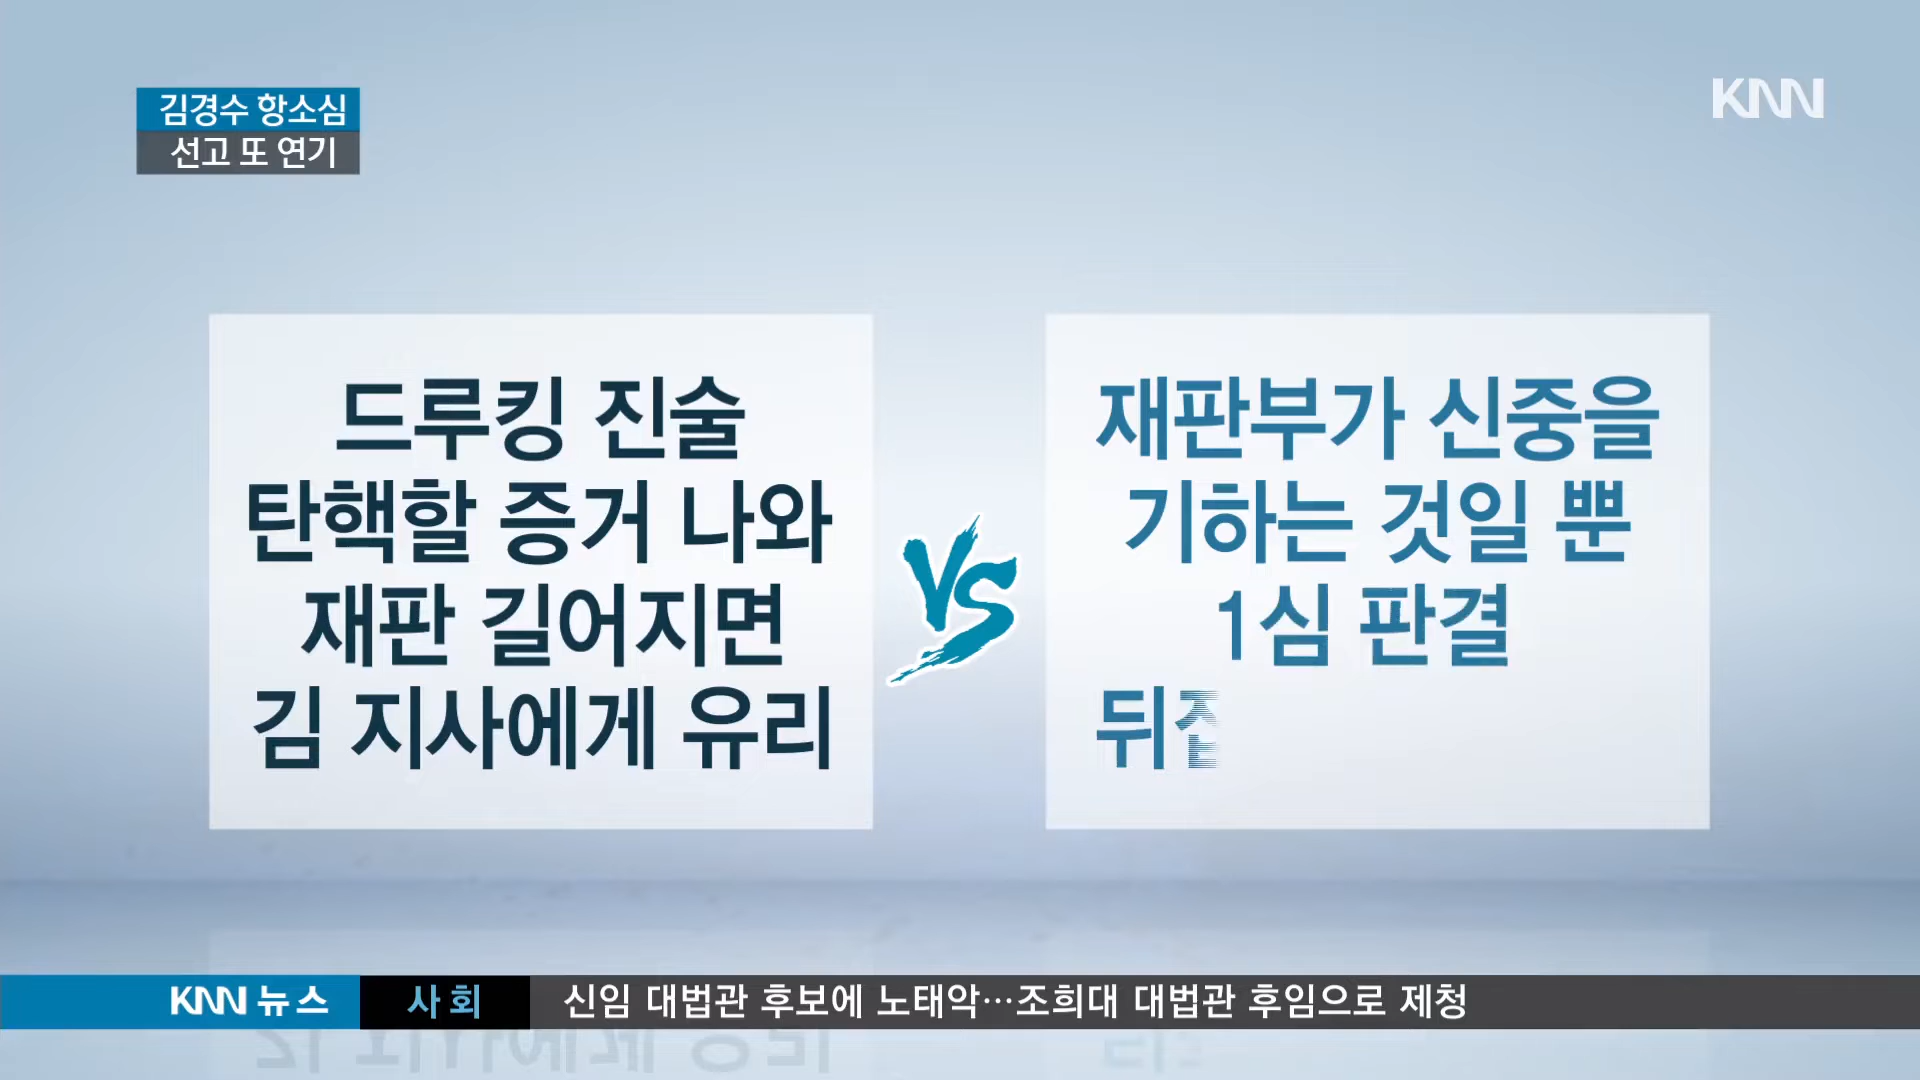 김경수 항소심
선고 또 연기
KNN
드루킹 진술
탄핵할 증거 나와
재판 길어지면
김 지사에게 유리
VS
재판부가 신중을
기하는 것일 뿐
1심 판결
뒤집
KNN 뉴스
사회
신임 대법관 후보에 노태악…조희대 대법관 후임으로 제청